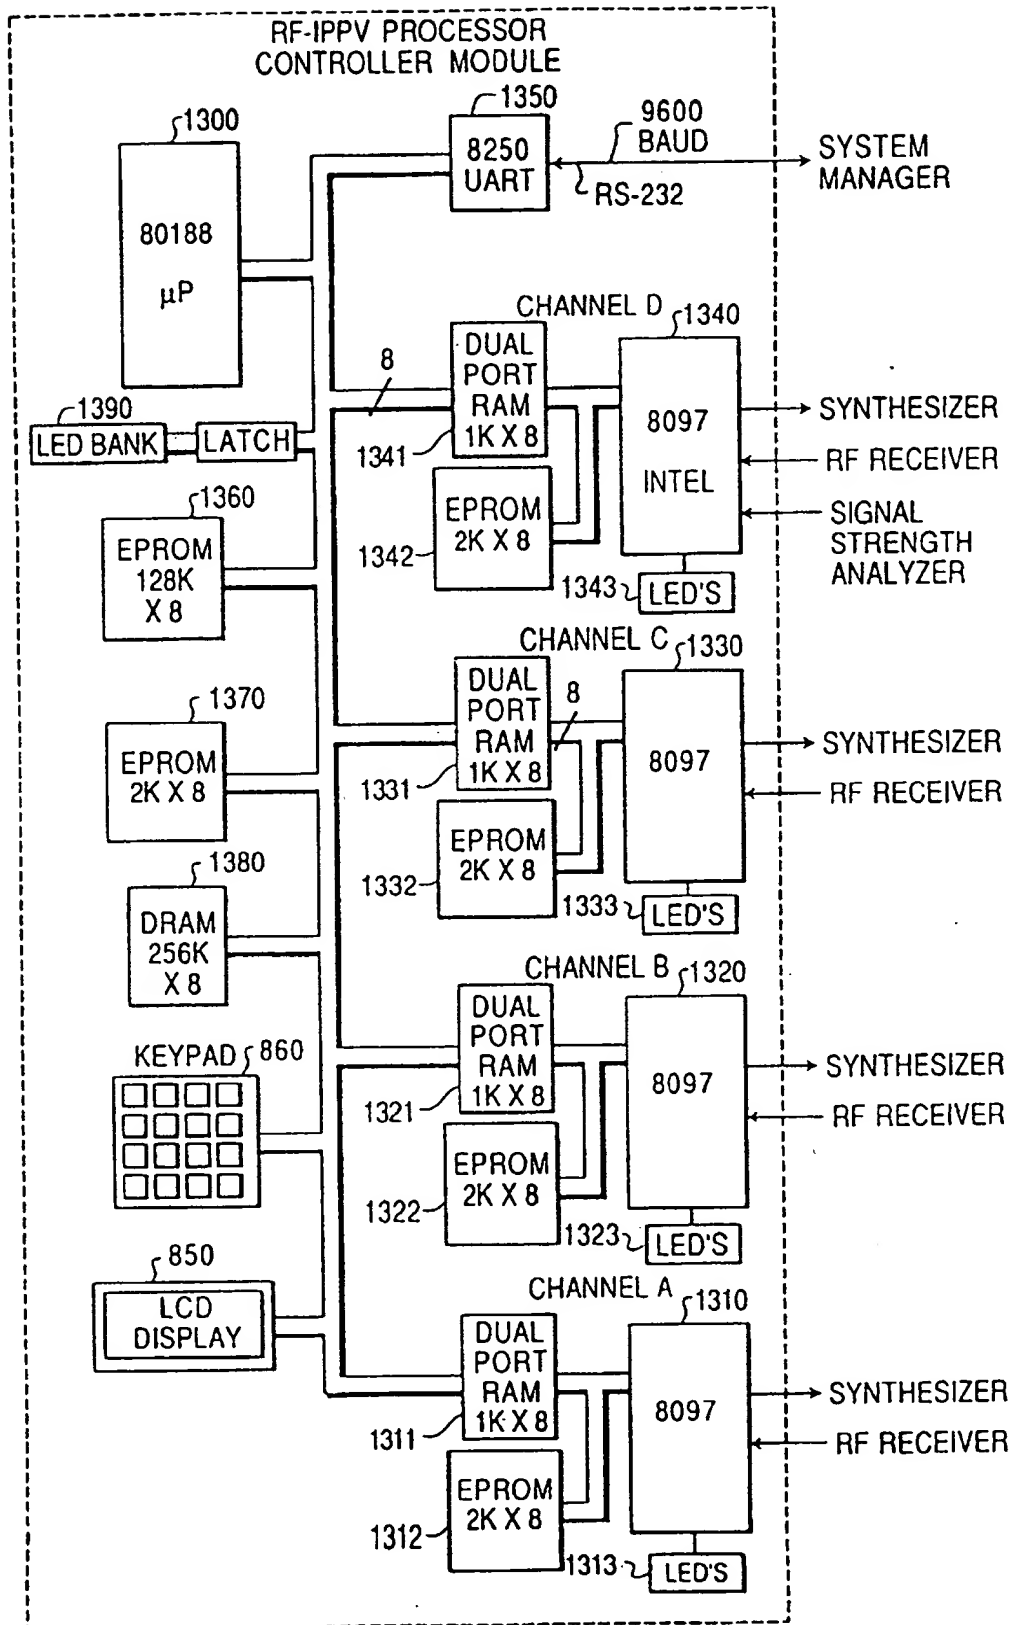 RF-IPPV PROCESSOR
CONTROLLER MODULE
1300
80188
µP
1350
8250
UART
9600
BAUD
RS-232
SYSTEM
MANAGER
1390
LED BANK
LATCH
8
CHANNEL D
DUAL
PORT
RAM
1K X 8
1341
EPROM
2K X 8
1342
1340
8097
INTEL
1343
LED'S
SYNTHESIZER
RF RECEIVER
SIGNAL
STRENGTH
ANALYZER
1360
EPROM
128K
X 8
CHANNEL C
DUAL
PORT
RAM
1K X 8
1331
8
EPROM
2K X 8
1332
1330
8097
1333
LED'S
SYNTHESIZER
RF RECEIVER
1370
EPROM
2K X 8
1380
DRAM
256K
X 8
CHANNEL B
DUAL
PORT
RAM
1K X 8
1321
EPROM
2K X 8
1322
1320
8097
1323
LED'S
SYNTHESIZER
RF RECEIVER
KEYPAD
860
850
LCD
DISPLAY
CHANNEL A
DUAL
PORT
RAM
1K X 8
1311
EPROM
2K X 8
1312
1310
8097
1313
LED'S
SYNTHESIZER
RF RECEIVER